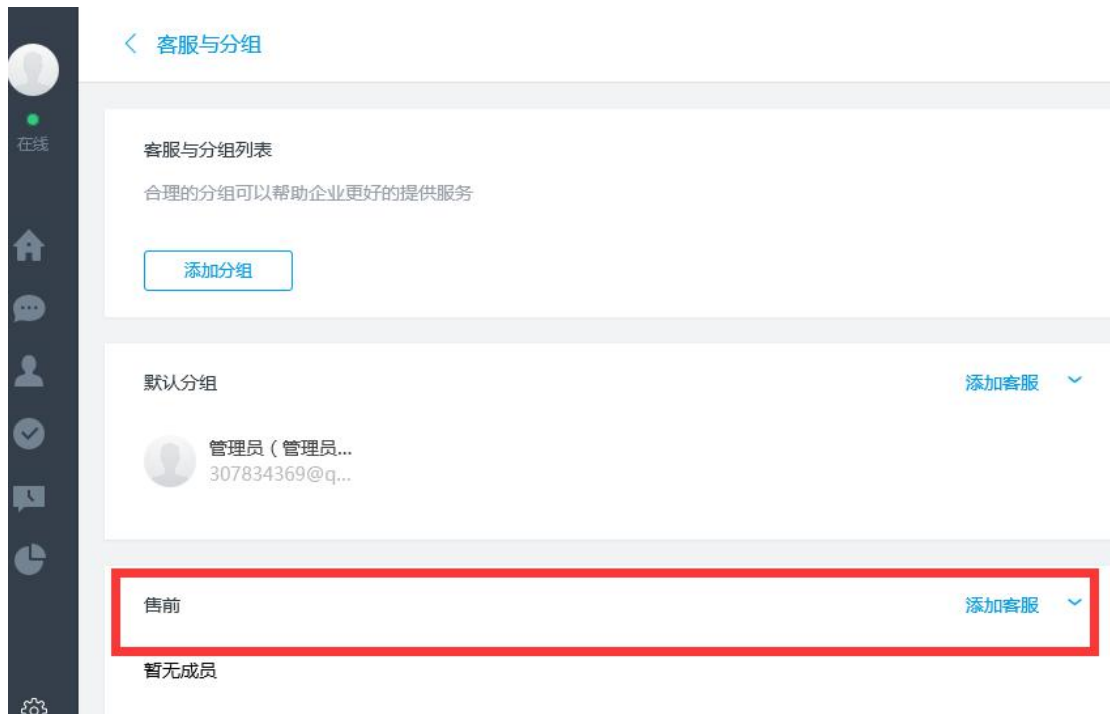 客服与分组
在线
客服与分组列表
合理的分组可以帮助企业更好的提供服务
添加分组
默认分组
添加客服
管理员（管理员...
307834369@q...
售前
添加客服
暂无成员